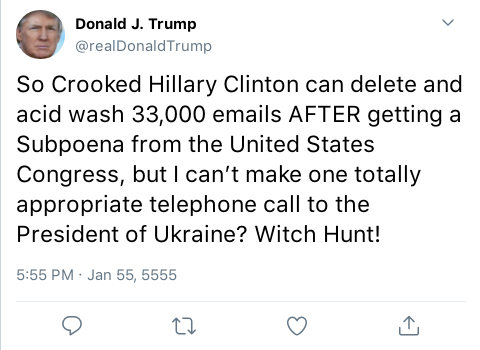 Donald J. Trump
@realDonaldTrump
So Crooked Hillary Clinton can delete and
acid wash 33,000 emails AFTER getting a
Subpoena from the United States
Congress, but I can’t make one totally
appropriate telephone call to the
President of Ukraine? Witch Hunt!
5:55 PM · Jan 55, 5555